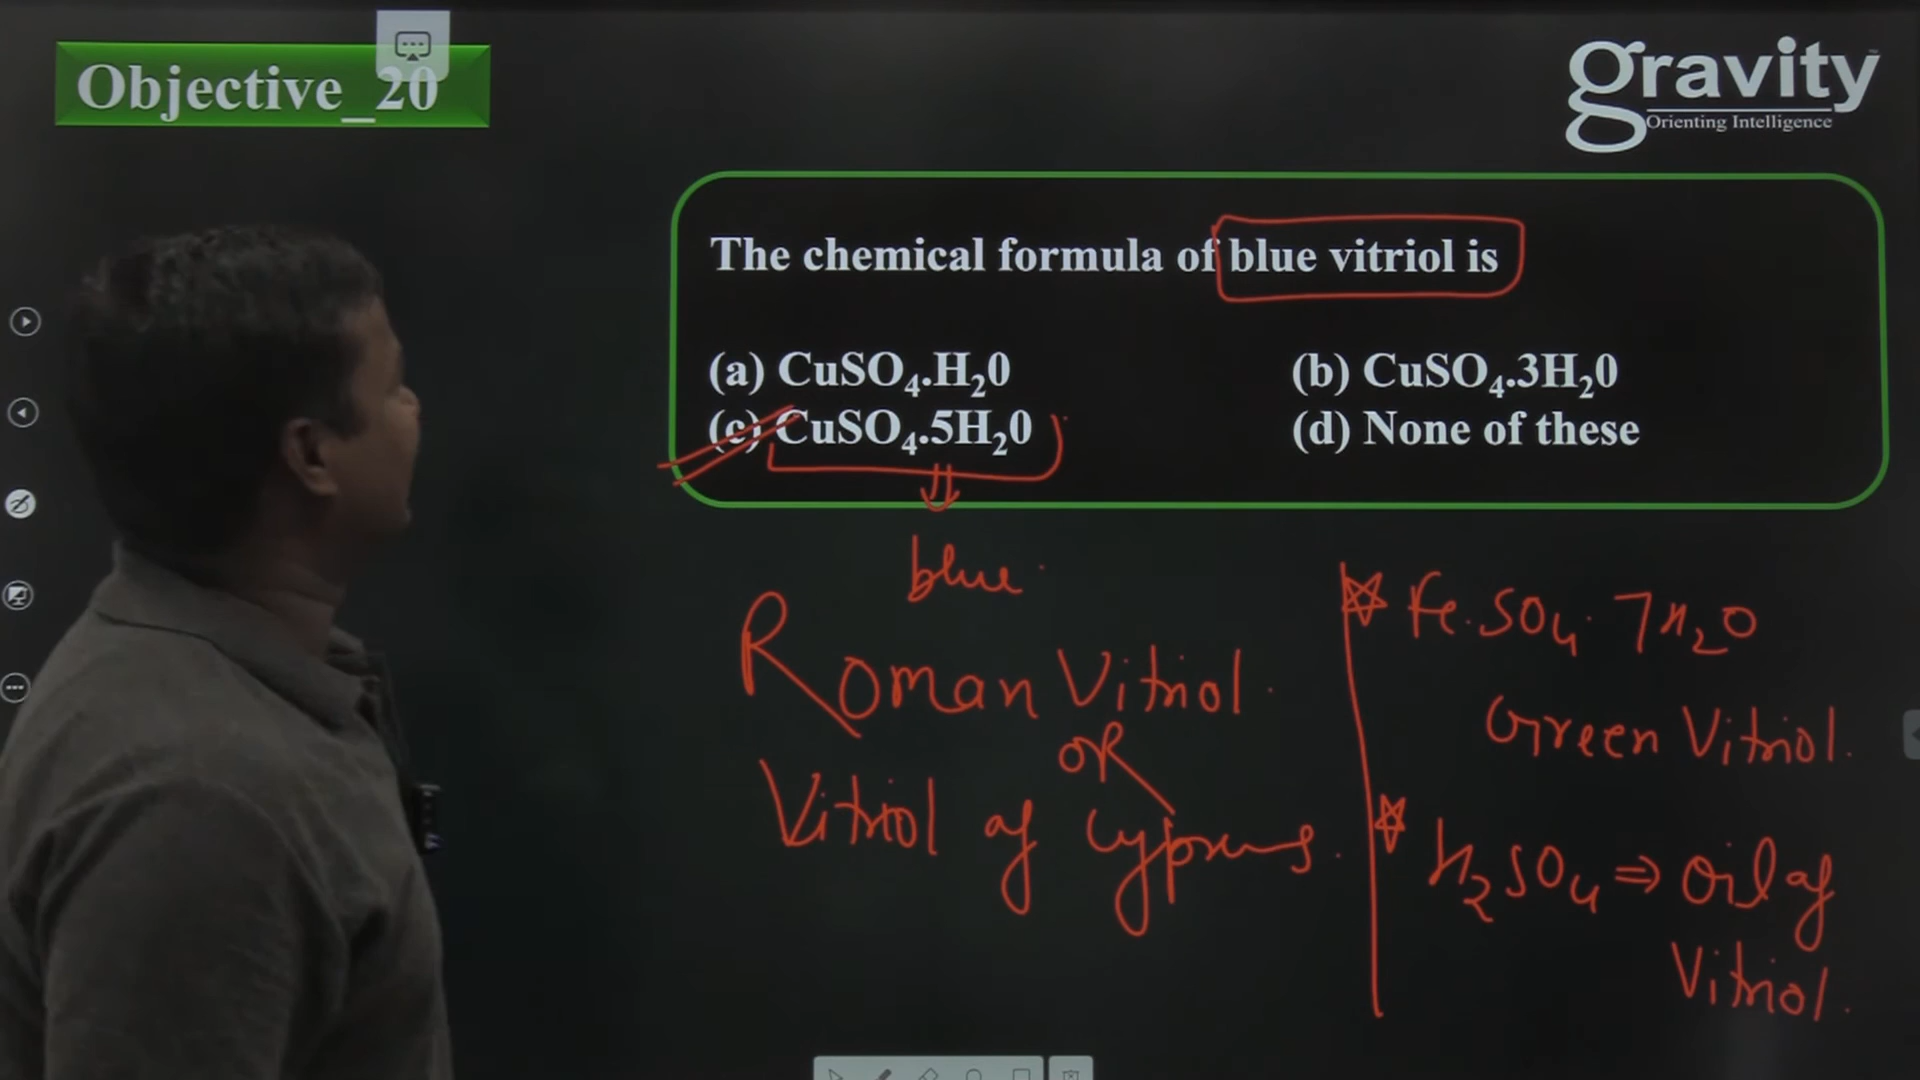 Objective_20
gravity
Orienting Intelligence
The chemical formula of blue vitriol is
(a) CuSO₄.H₂0
(b) CuSO₄.3H₂0
(c) CuSO₄.5H₂0
(d) None of these
blue.
Roman Vitriol.
OR
Vitriol of Cyprus.
Fe.SO₄.7H₂O
Green Vitriol.
H₂SO₄ ⇒ Oil of
Vitriol.